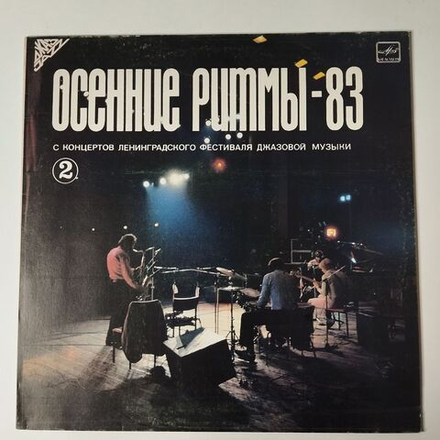 ОСЕННИЕ РИТМЫ-83
С КОНЦЕРТОВ ЛЕНИНГРАДСКОГО ФЕСТИВАЛЯ ДЖАЗОВОЙ МУЗЫКИ
2